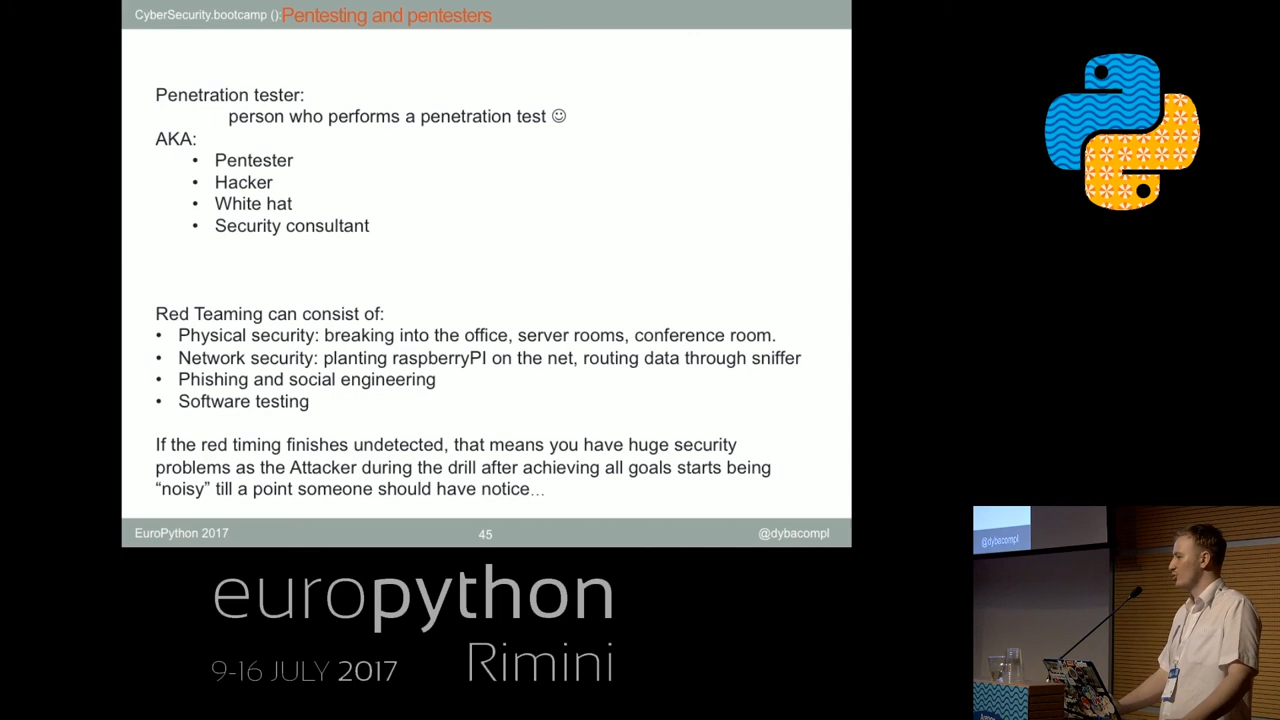 CyberSecurity.bootcamp ():Pentesting and pentesters
Penetration tester:
person who performs a penetration test ☺
AKA:
• Pentester
• Hacker
• White hat
• Security consultant
Red Teaming can consist of:
• Physical security: breaking into the office, server rooms, conference room.
• Network security: planting raspberryPI on the net, routing data through sniffer
• Phishing and social engineering
• Software testing
If the red timing finishes undetected, that means you have huge security
problems as the Attacker during the drill after achieving all goals starts being
“noisy” till a point someone should have notice…
EuroPython 2017 45 @dybacompl
europython
Rimini
9-16 JULY 2017
@dybacompl